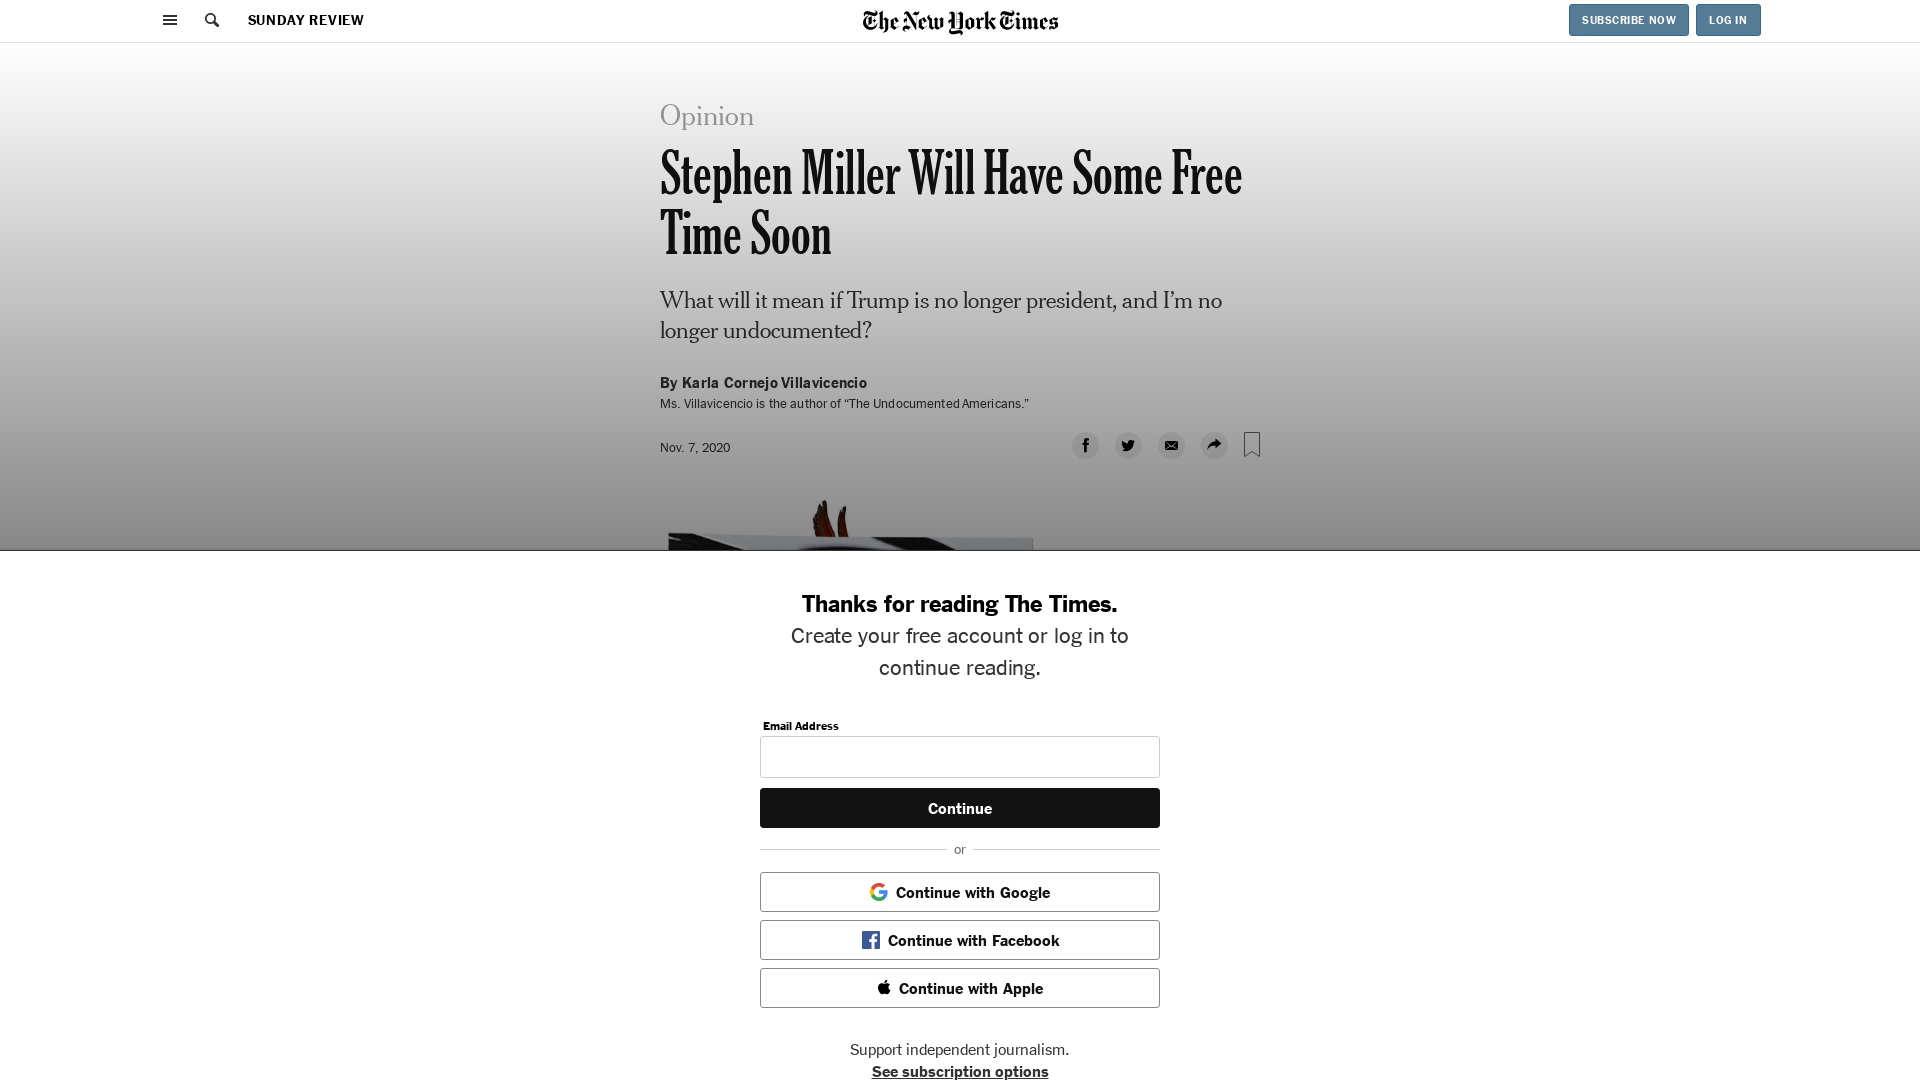 SUNDAY REVIEW
The New York Times
SUBSCRIBE NOW
LOG IN
Opinion
Stephen Miller Will Have Some Free
Time Soon
What will it mean if Trump is no longer president, and I’m no
longer undocumented?
By Karla Cornejo Villavicencio
Ms. Villavicencio is the author of “The Undocumented Americans.”
Nov. 7, 2020
Thanks for reading The Times.
Create your free account or log in to
continue reading.
Email Address
Continue
or
Continue with Google
Continue with Facebook
Continue with Apple
Support independent journalism.
See subscription options